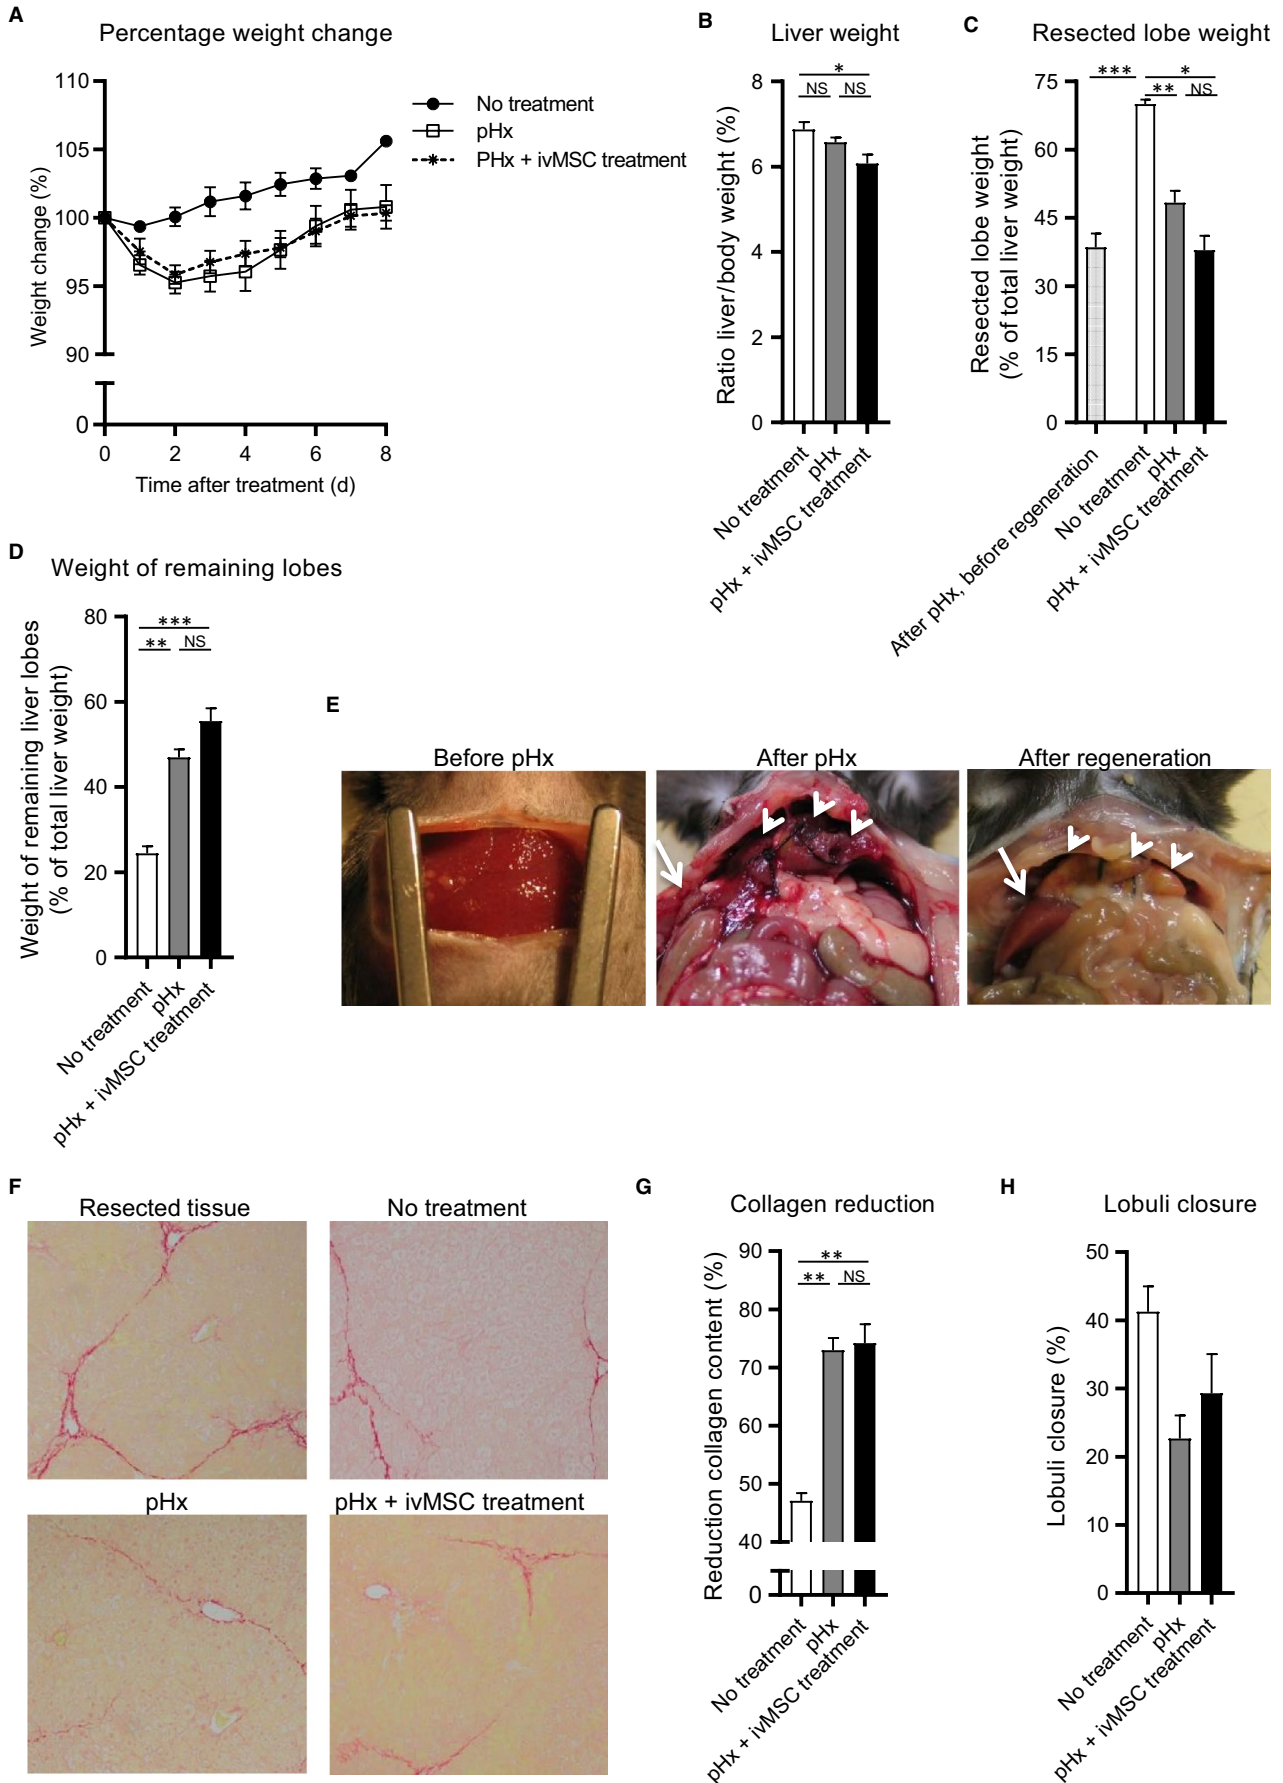 A
Percentage weight change
110
105
100
95
90
0
Weight change (%)
0 2 4 6 8
Time after treatment (d)
No treatment
pHx
PHx + ivMSC treatment
B
Liver weight
*
NS NS
8
6
4
2
0
Ratio liver/body weight (%)
No treatment
pHx
pHx + ivMSC treatment
C
Resected lobe weight
*** *
** NS
75
60
45
30
15
0
Resected lobe weight
(% of total liver weight)
After pHx, before regeneration
No treatment
pHx
pHx + ivMSC treatment
D
Weight of remaining lobes
***
** NS
80
60
40
20
0
Weight of remaining liver lobes
(% of total liver weight)
No treatment
pHx
pHx + ivMSC treatment
E
Before pHx
After pHx
After regeneration
F
Resected tissue
No treatment
pHx
pHx + ivMSC treatment
G
Collagen reduction
**
** NS
90
80
70
60
50
40
0
Reduction collagen content (%)
No treatment
pHx
pHx + ivMSC treatment
H
Lobuli closure
50
40
30
20
10
0
Lobuli closure (%)
No treatment
pHx
pHx + ivMSC treatment